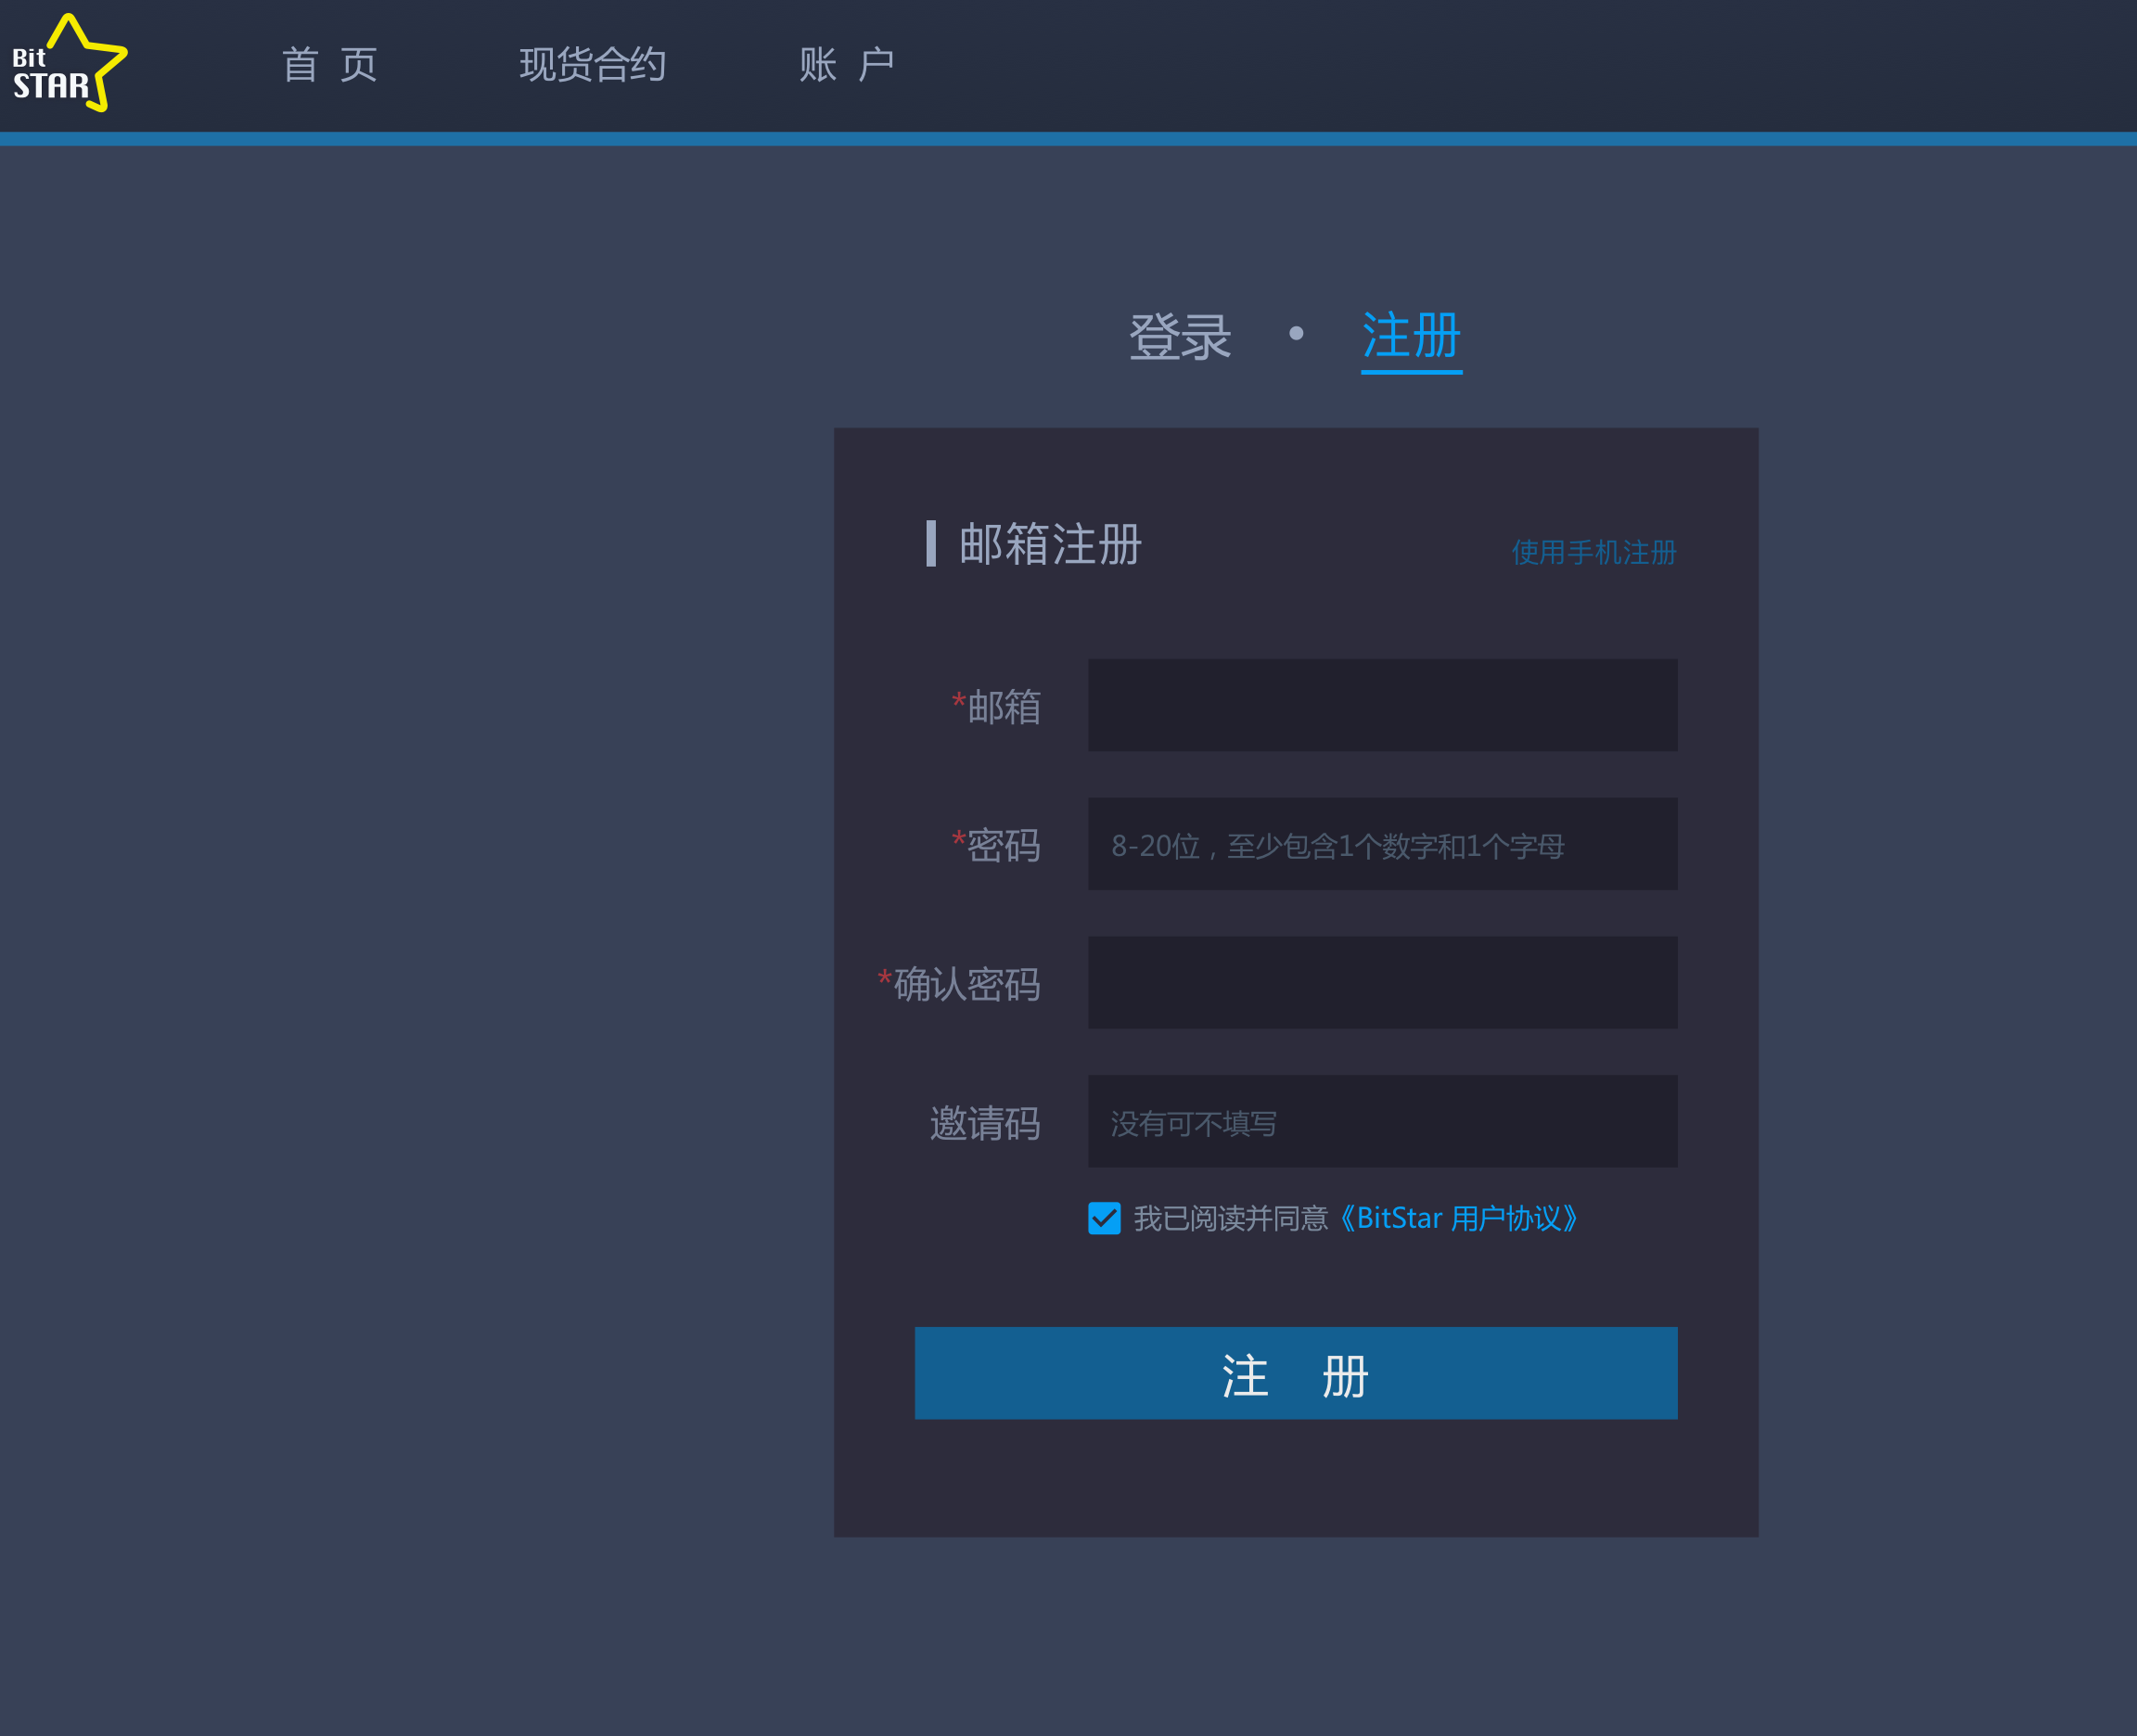 Bit
STAR
首 页 现货合约 账 户
登录 • 注册
邮箱注册 使用手机注册
*邮箱
*密码 8-20位，至少包含1个数字和1个字母
*确认密码
邀请码 没有可不填写
我已阅读并同意《BitStar 用户协议》
注 册